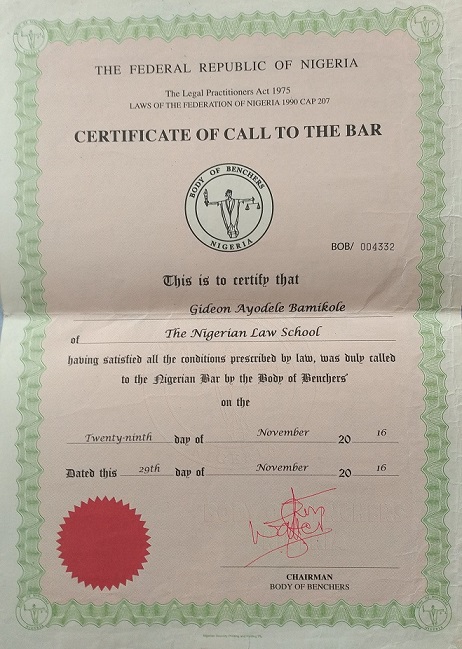 THE FEDERAL REPUBLIC OF NIGERIA
The Legal Practitioners Act 1975
LAWS OF THE FEDERATION OF NIGERIA 1990 CAP 207
CERTIFICATE OF CALL TO THE BAR
BODY OF BENCHERS
NIGERIA
BOB/ 004332
This is to certify that
Gideon Ayodele Bamikole
of The Nigerian Law School
having satisfied all the conditions prescribed by law, was duly called
to the Nigerian Bar by the Body of Benchers'
on the
Twenty-ninth day of November 20 16
Dated this 29th day of November 20 16
CHAIRMAN
BODY OF BENCHERS